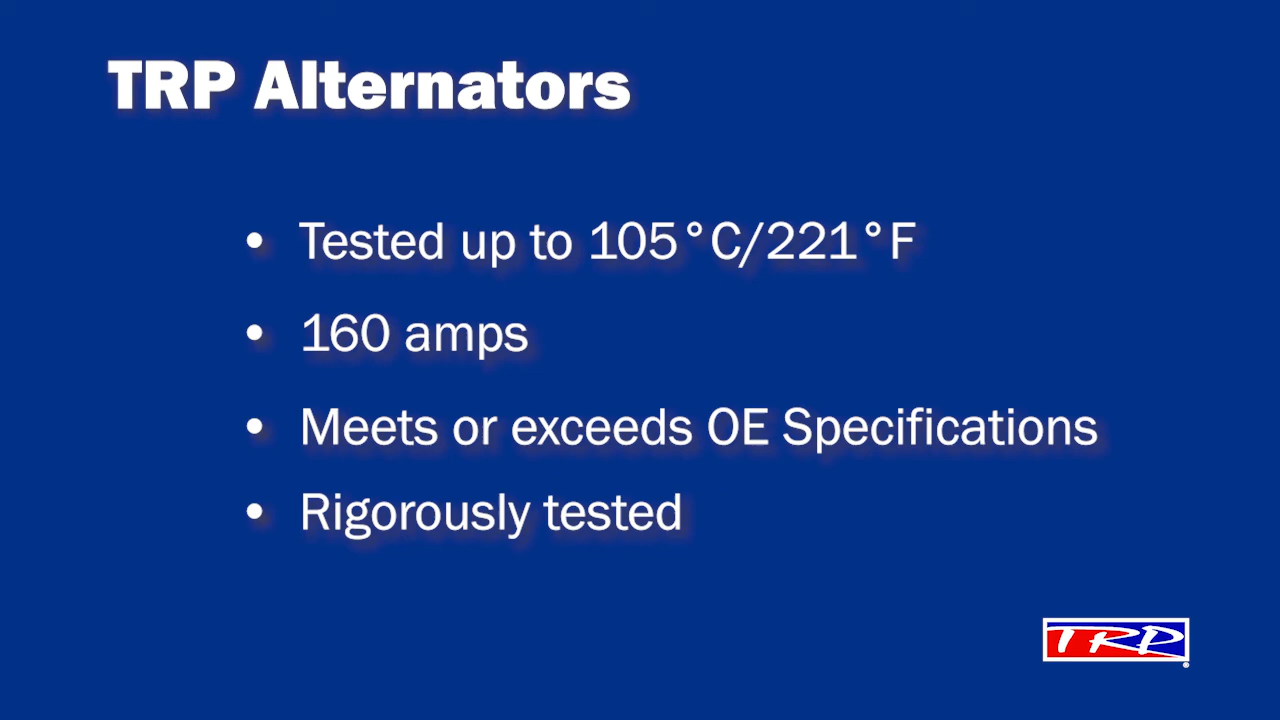 TRP Alternators
• Tested up to 105°C/221°F
• 160 amps
• Meets or exceeds OE Specifications
• Rigorously tested
TRP®